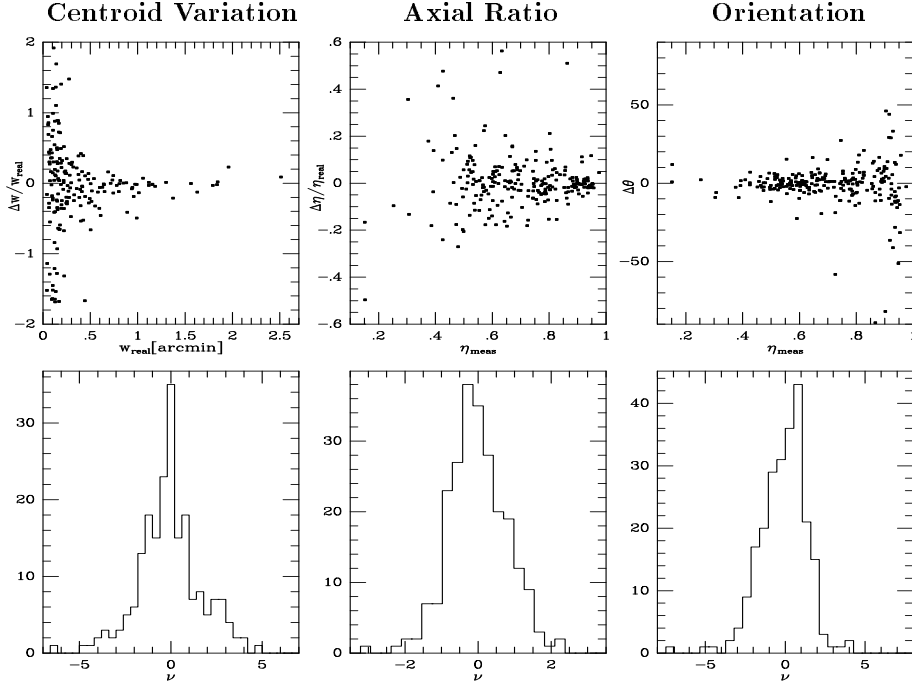 Centroid Variation Axial Ratio Orientation
2
1
0
−1
−2
Δw/w_real
0 .5 1 1.5 2 2.5
w_real[arcmin]
.6
.4
.2
0
−.2
−.4
−.6
Δη/η_real
.2 .4 .6 .8 1
η_meas
50
0
−50
Δθ
.2 .4 .6 .8 1
η_meas
30
20
10
0
−5 0 5
ν
30
20
10
0
−2 0 2
ν
40
30
20
10
0
−5 0 5
ν